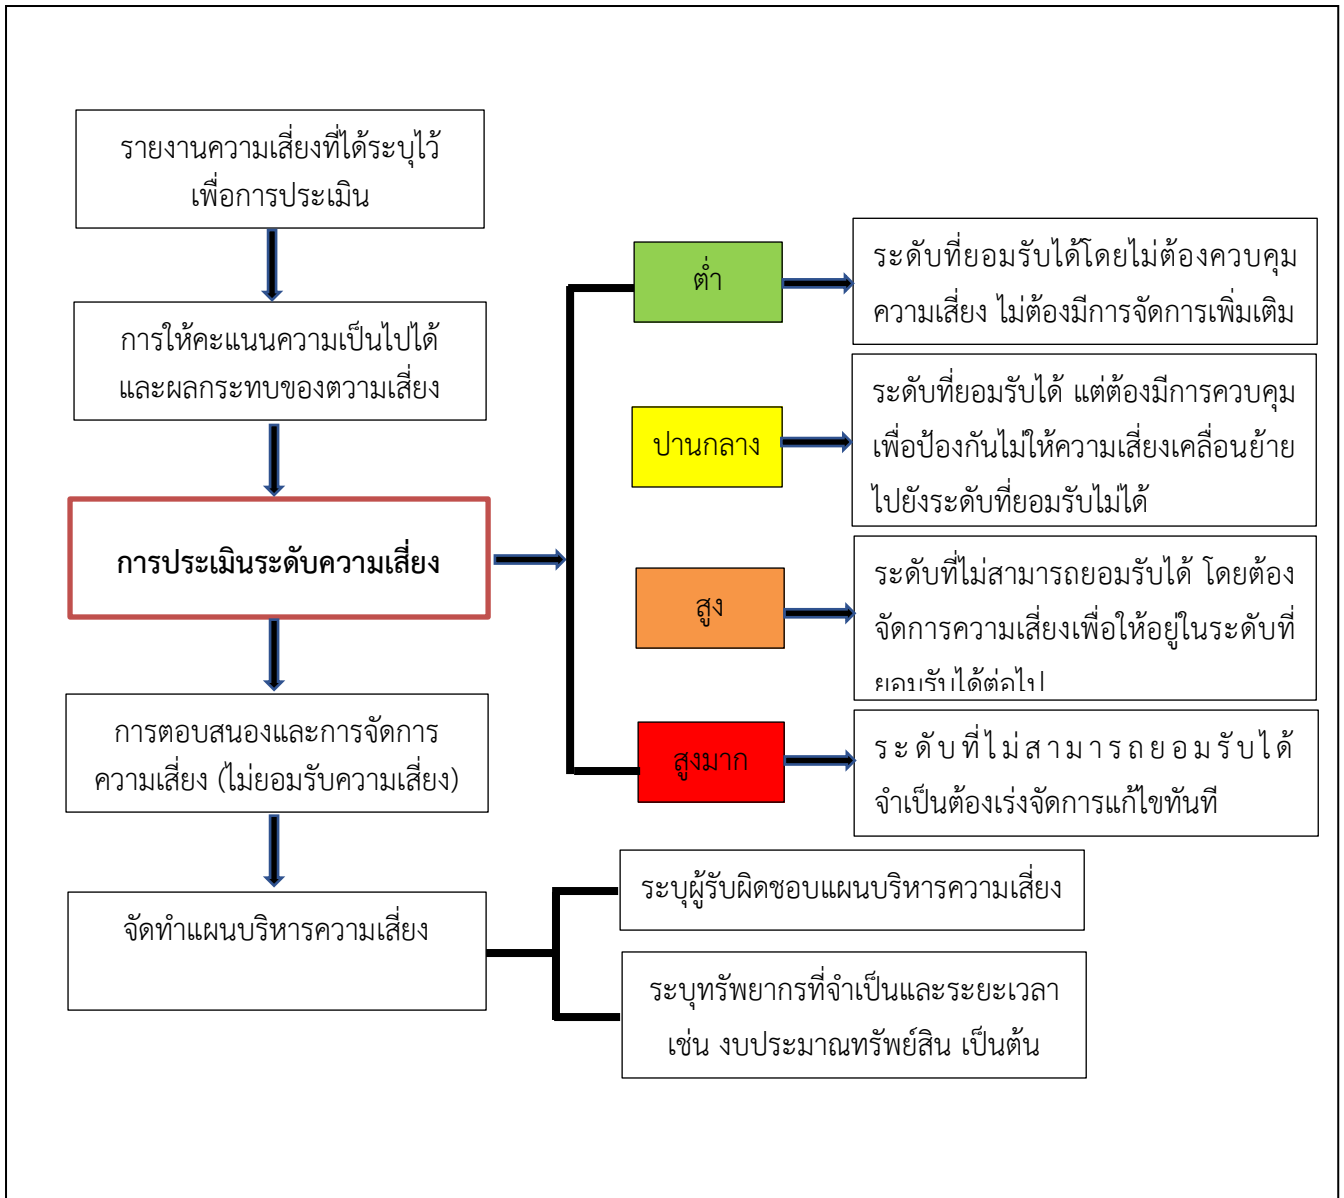 รายงานความเสี่ยงที่ได้ระบุไว้
เพื่อการประเมิน
การให้คะแนนความเป็นไปได้
และผลกระทบของตวามเสี่ยง
การประเมินระดับความเสี่ยง
การตอบสนองและการจัดการ
ความเสี่ยง (ไม่ยอมรับความเสี่ยง)
จัดทำแผนบริหารความเสี่ยง
ต่ำ
ระดับที่ยอมรับได้โดยไม่ต้องควบคุม
ความเสี่ยง ไม่ต้องมีการจัดการเพิ่มเติม
ปานกลาง
ระดับที่ยอมรับได้ แต่ต้องมีการควบคุม
เพื่อป้องกันไม่ให้ความเสี่ยงเคลื่อนย้าย
ไปยังระดับที่ยอมรับไม่ได้
สูง
ระดับที่ไม่สามารถยอมรับได้ โดยต้อง
จัดการความเสี่ยงเพื่อให้อยู่ในระดับที่
ยอมรับได้ต่อไป
สูงมาก
ระดับที่ไม่สามารถยอมรับได้
จำเป็นต้องเร่งจัดการแก้ไขทันที
ระบุผู้รับผิดชอบแผนบริหารความเสี่ยง
ระบุทรัพยากรที่จำเป็นและระยะเวลา
เช่น งบประมาณทรัพย์สิน เป็นต้น